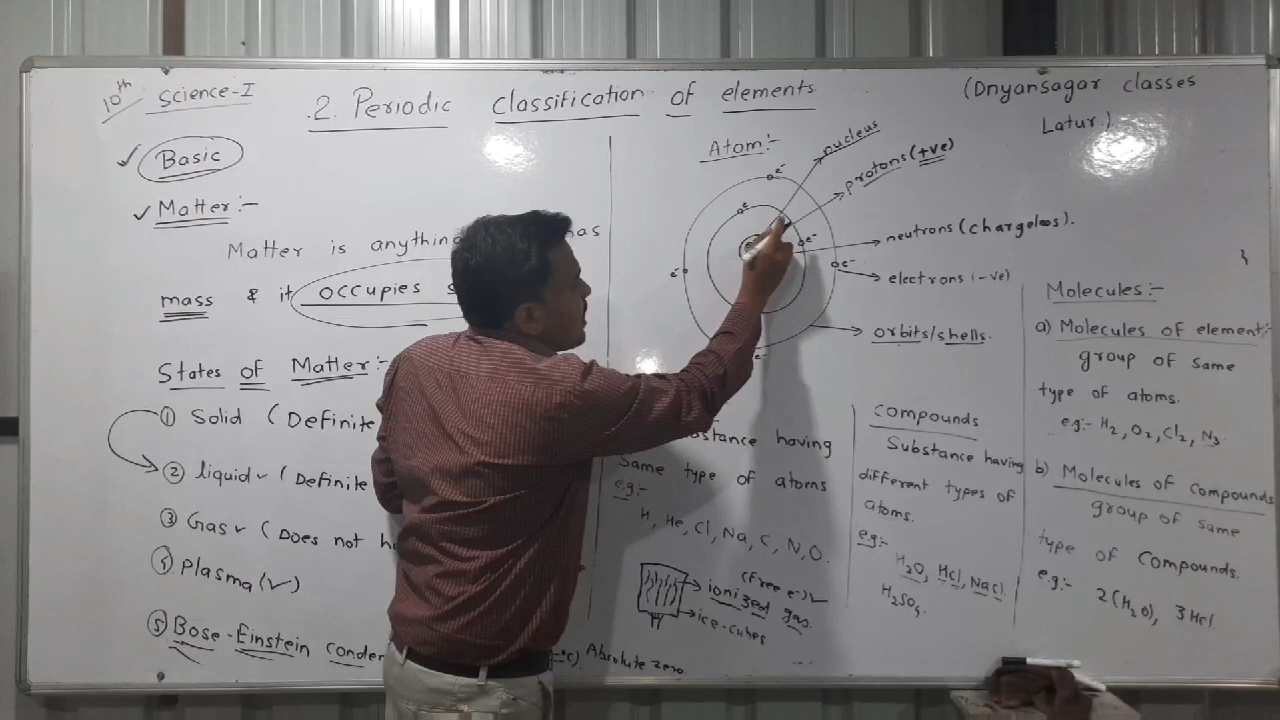 10th Science-I
2. Periodic classification of elements
(Dnyansagar classes
Latur.)
Basic
Matter:-
Matter is anything has
mass & it occupies s
States of Matter:-
① Solid (Definite
② liquid (Definite
③ Gas (Does not h
④ Plasma(✓)
⑤ Bose-Einstein conden
Absolute zero
Atom:-
nucleus
protons(+ve)
neutrons(chargeless).
electrons(-ve)
orbits/shells.
e-
e-
e-
e-
e-
e-
stance having
Same type of atoms
e.g:-
H, He, Cl, Na, C, N, O.
(free e-)
ionized gas.
ice-cubes
compounds
Substance having
different types of
atoms.
e.g:-
H2O, HCl, NaCl.
H2SO4.
Molecules:-
a) Molecules of element:-
group of same
type of atoms.
e.g:- H2, O2, Cl2, N3
b) Molecules of compounds
group of same
type of compounds.
e.g:- 2(H2O), 3HCl.